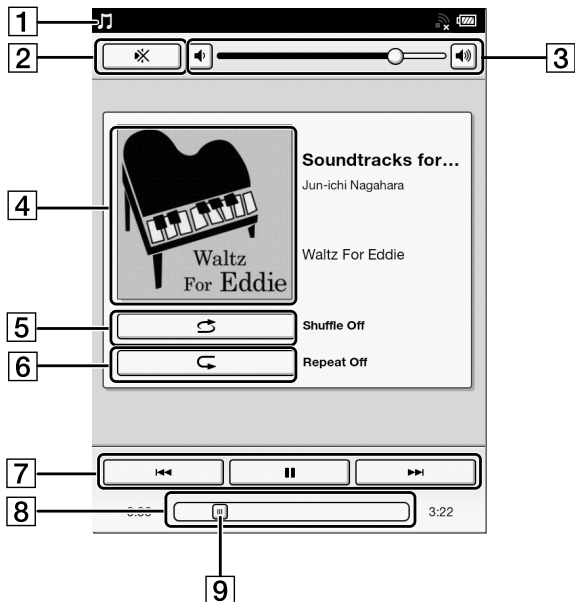 1
2
3
Soundtracks for…
Jun-ichi Nagahara
4
Waltz For Eddie
Waltz
For Eddie
5 Shuffle Off
6 Repeat Off
7
8 3:22
9